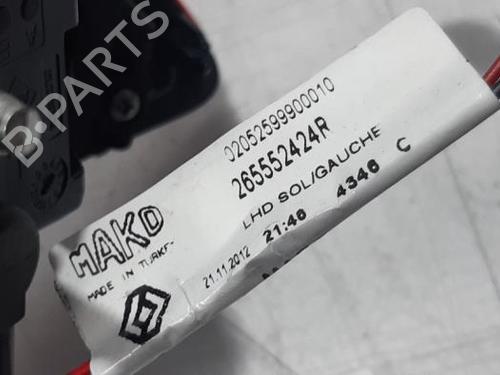 B-PARTS
02052599900010
265552424R
LHD SOL/GAUCHE
21:46 4346 C
21.11.2012
MAKO
MADE IN TURKEY